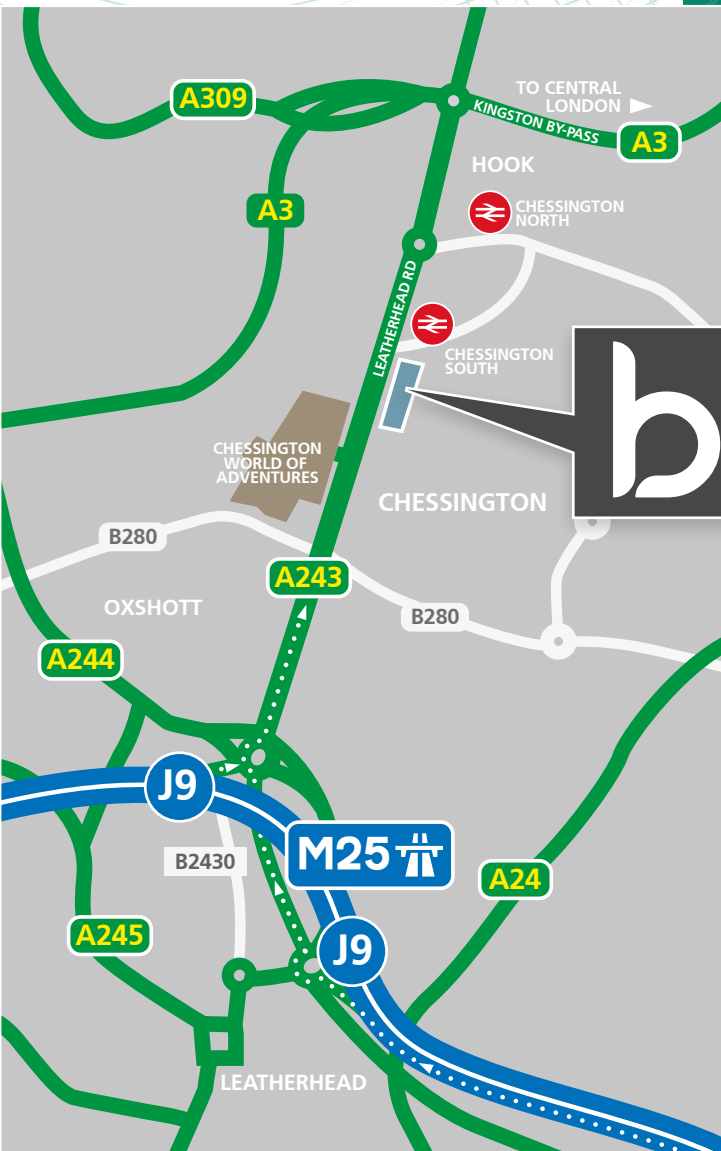 A309
TO CENTRAL
LONDON
KINGSTON BY-PASS
A3
HOOK
A3
CHESSINGTON
NORTH
LEATHERHEAD RD
CHESSINGTON
SOUTH
b
CHESSINGTON
WORLD OF
ADVENTURES
CHESSINGTON
B280
A243
OXSHOTT
B280
A244
J9
M25
B2430
A24
A245
J9
LEATHERHEAD